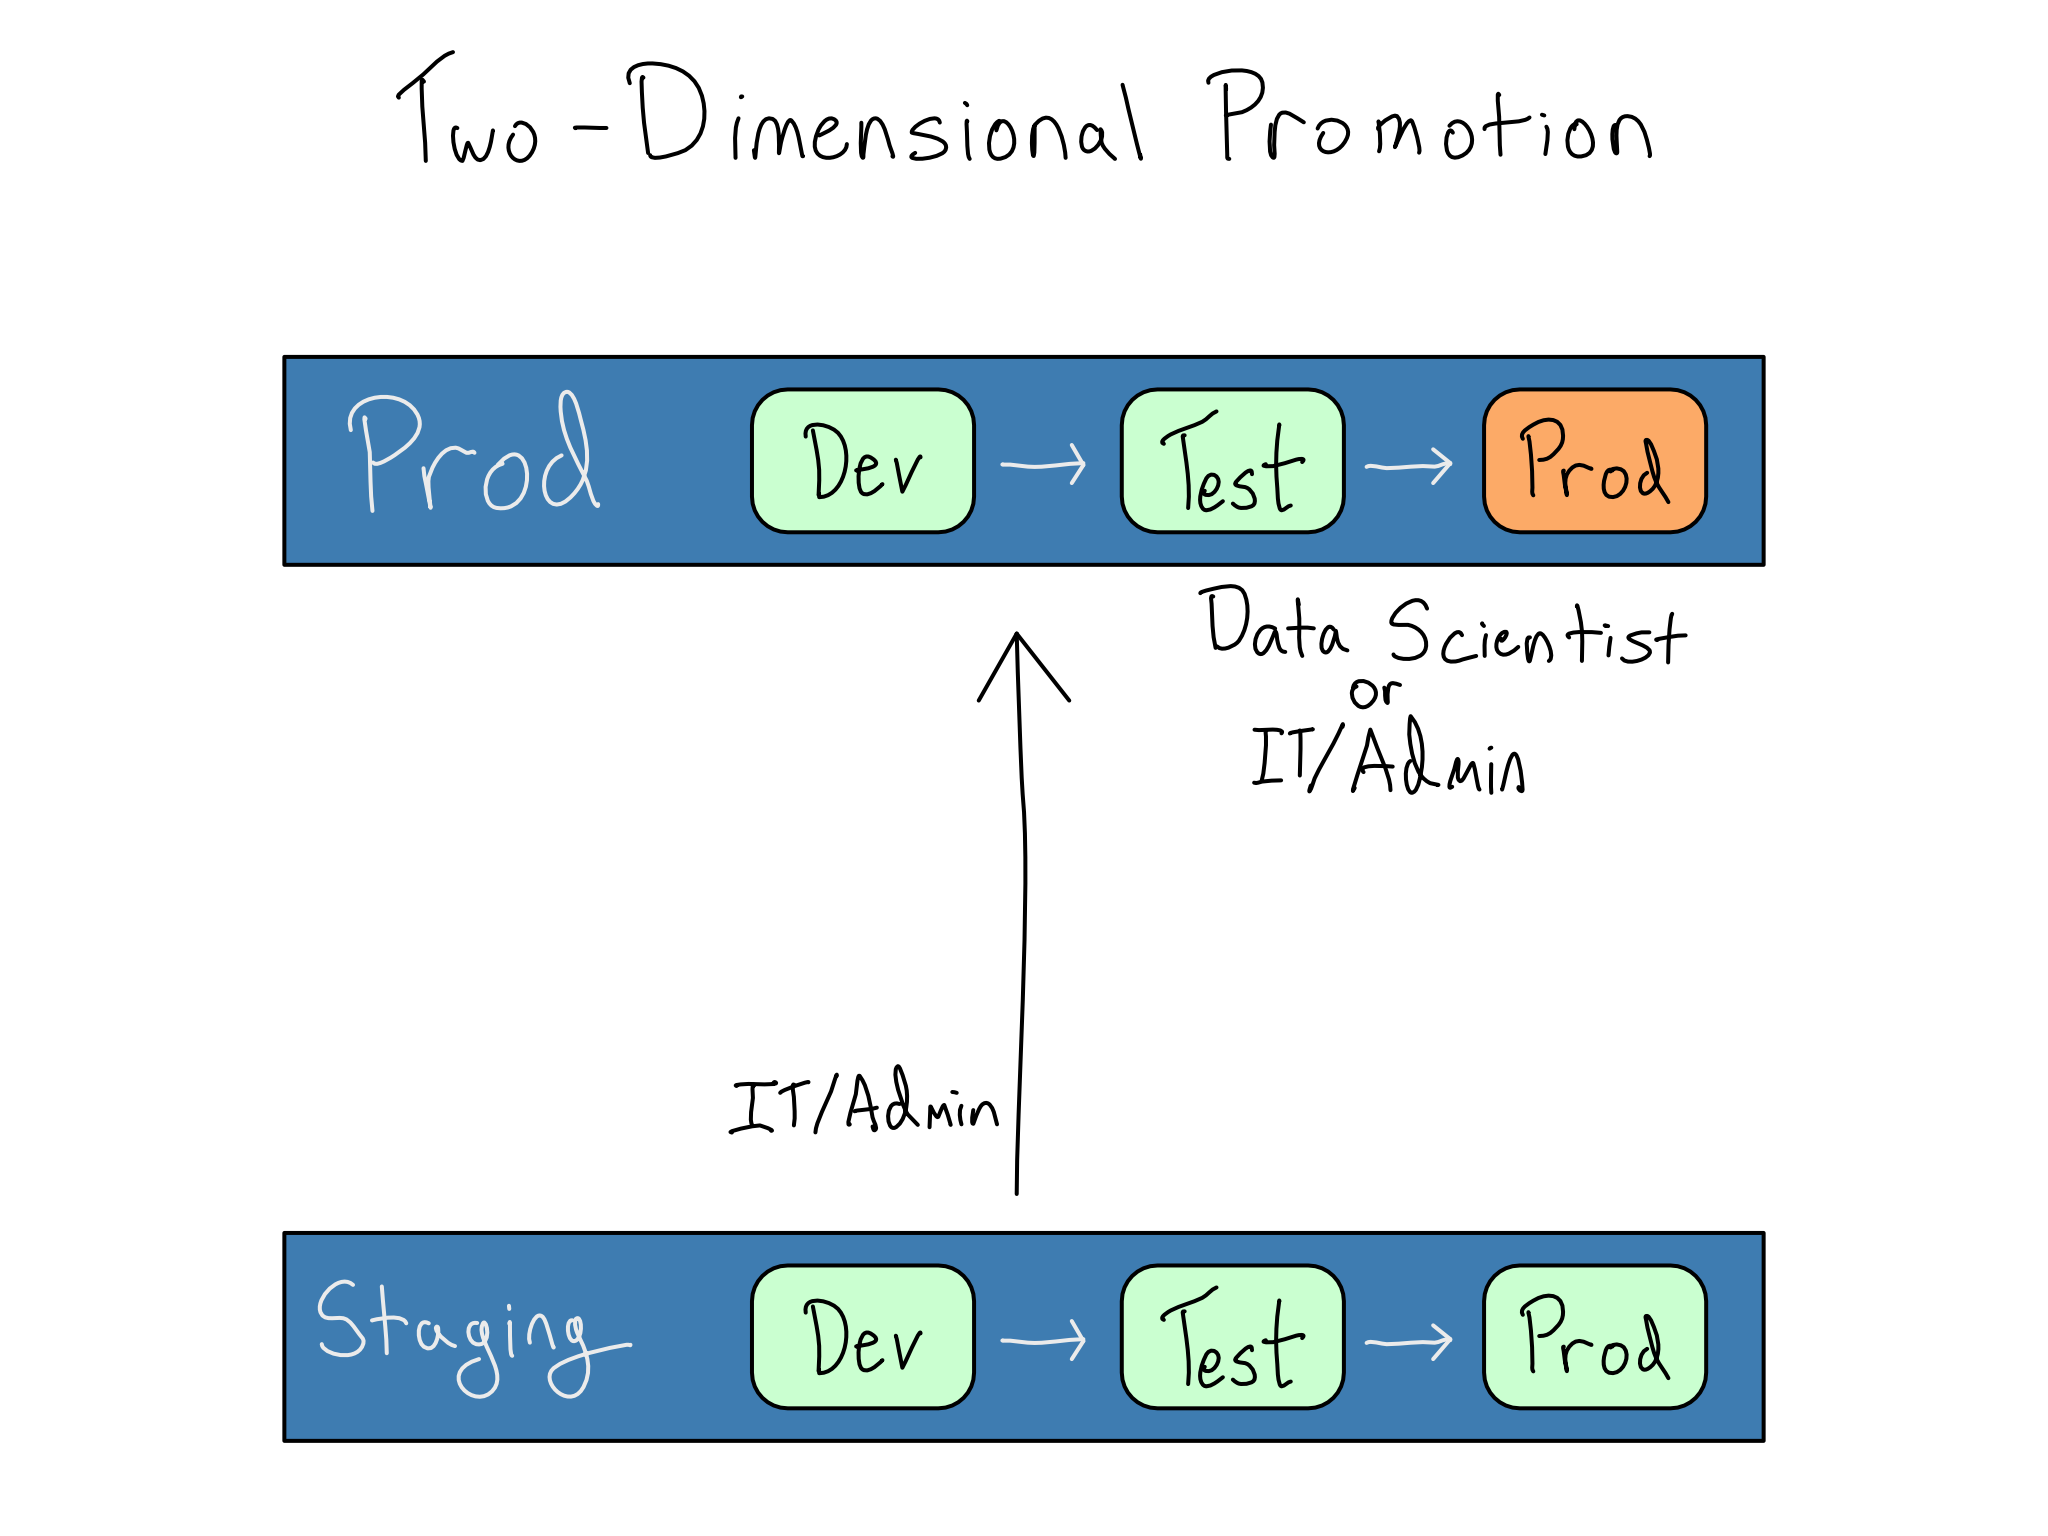 Two-Dimensional Promotion
Prod Dev Test Prod
Data Scientist
or
IT/Admin
IT/Admin
Staging Dev Test Prod